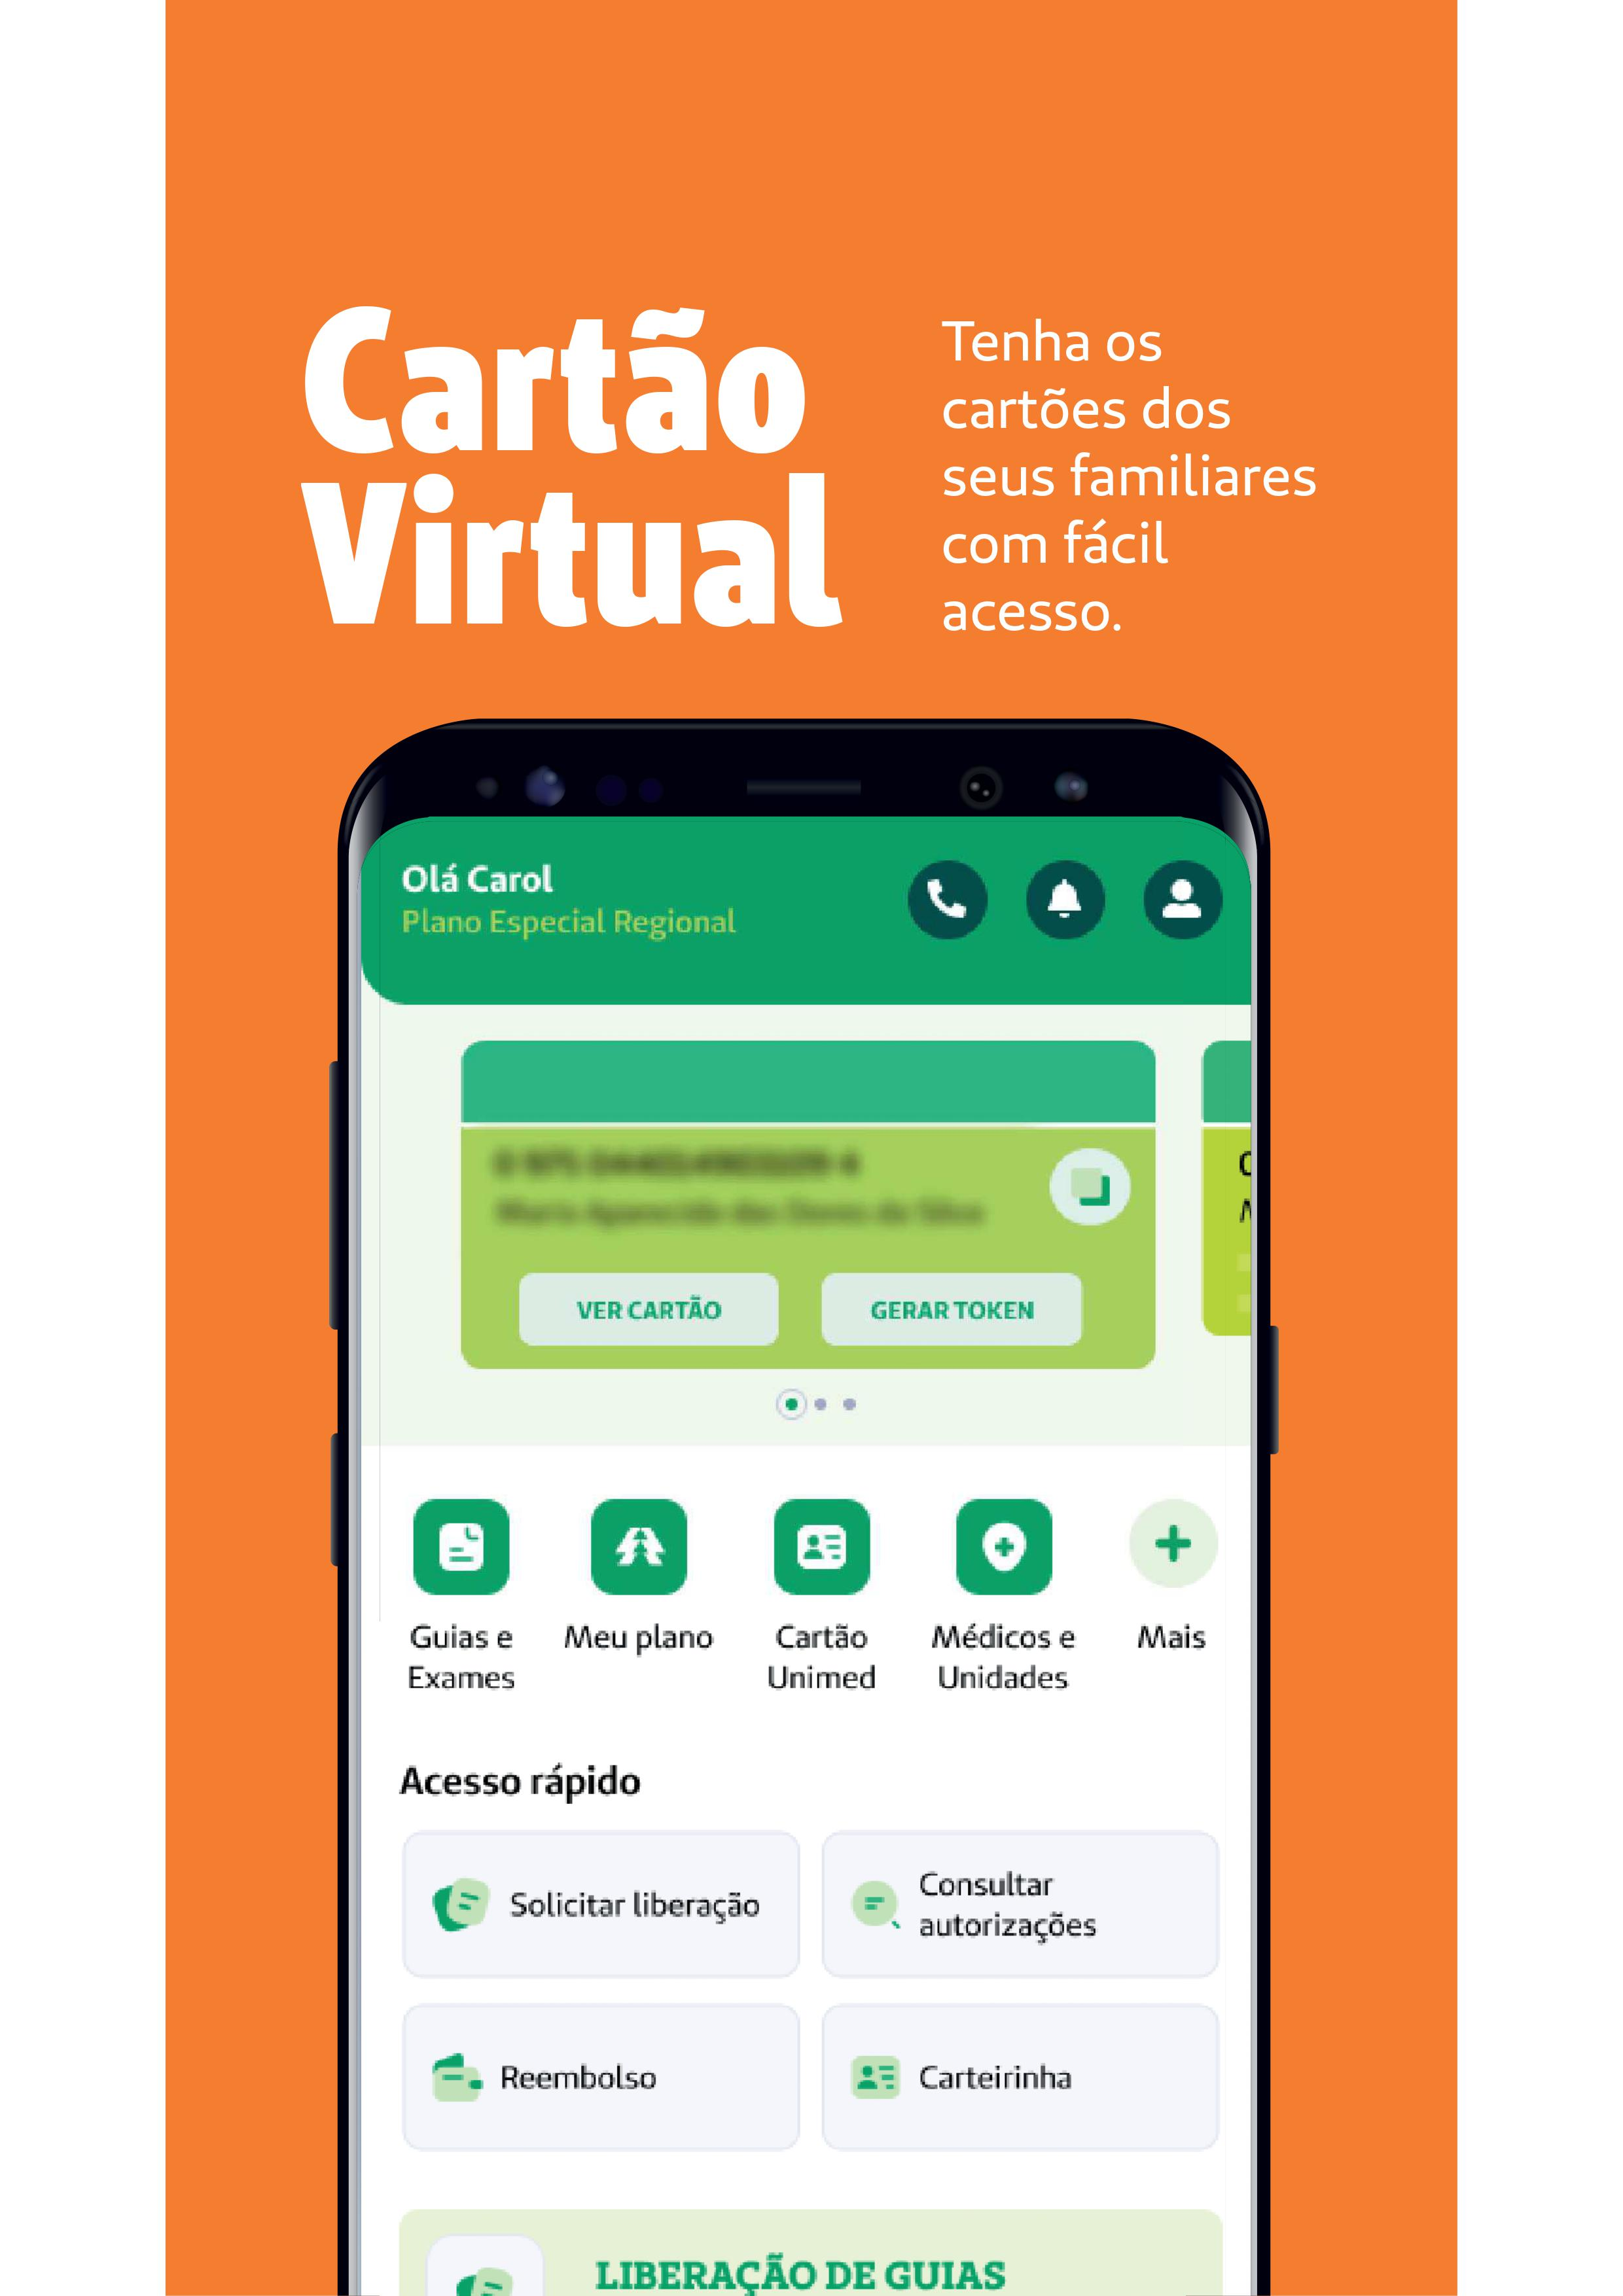 Cartão
Virtual
Tenha os
cartões dos
seus familiares
com fácil
acesso.
Olá Carol
Plano Especial Regional
VER CARTÃO
GERAR TOKEN
Guias e
Exames
Meu plano
Cartão
Unimed
Médicos e
Unidades
Mais
Acesso rápido
Solicitar liberação
Consultar
autorizações
Reembolso
Carteirinha
LIBERAÇÃO DE GUIAS